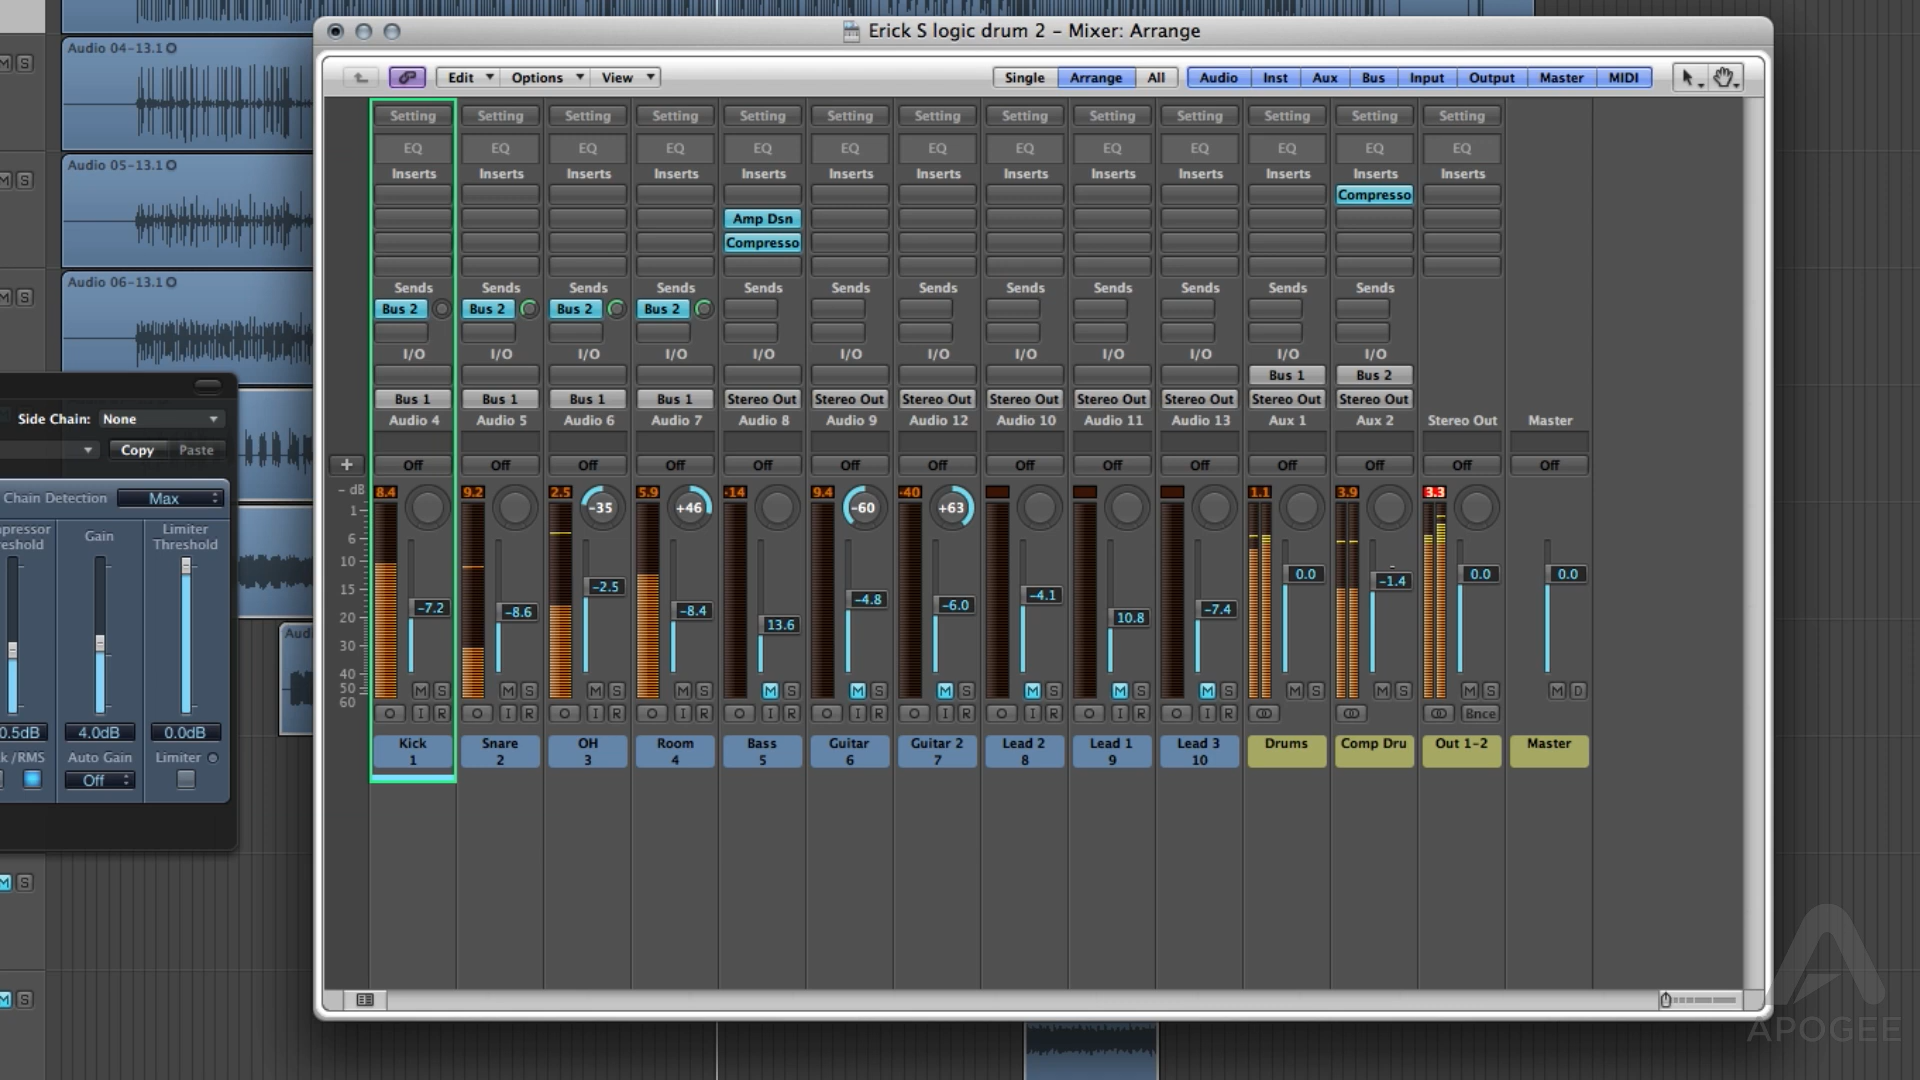 Erick S logic drum 2 – Mixer: Arrange
Audio 04-13.1
M S
Edit Options View Single Arrange All Audio Inst Aux Bus Input Output Master MIDI
Setting Setting Setting Setting Setting Setting Setting Setting Setting Setting Setting Setting Setting
EQ EQ EQ EQ EQ EQ EQ EQ EQ EQ EQ EQ EQ
Audio 05-13.1
Inserts Inserts Inserts Inserts Inserts Inserts Inserts Inserts Inserts Inserts Inserts Inserts Inserts
M S
Compresso
Amp Dsn
Compresso
Audio 06-13.1
Sends Sends Sends Sends Sends Sends Sends Sends Sends Sends Sends Sends
M S
Bus 2 Bus 2 Bus 2 Bus 2
I/O I/O I/O I/O I/O I/O I/O I/O I/O I/O I/O I/O
Bus 1 Bus 2
Bus 1 Bus 1 Bus 1 Bus 1 Stereo Out Stereo Out Stereo Out Stereo Out Stereo Out Stereo Out Stereo Out Stereo Out
Side Chain: None
Audio 4 Audio 5 Audio 6 Audio 7 Audio 8 Audio 9 Audio 12 Audio 10 Audio 11 Audio 13 Aux 1 Aux 2 Stereo Out Master
Copy Paste
+ Off Off Off Off Off Off Off Off Off Off Off Off Off Off
Chain Detection Max
- dB 8.4 9.2 2.5 5.9 -14 9.4 -40 1.1 3.9 3.3
1 -35 +46 -60 +63
pressor Gain Limiter
eshold Threshold
6
10
15
20
30
40
50
60
-7.2 -8.6 -2.5 -8.4 13.6 -4.8 -6.0 -4.1 10.8 -7.4 0.0 -1.4 0.0 0.0
Aud
M S M S M S M S M S M S M S M S M S M S M S M S M S M D
I R I R I R I R I R I R I R I R I R I R Bnce
0.5dB 4.0dB 0.0dB
Kick Snare OH Room Bass Guitar Guitar 2 Lead 2 Lead 1 Lead 3 Drums Comp Dru Out 1-2 Master
1 2 3 4 5 6 7 8 9 10
k /RMS Auto Gain Limiter
Off
M S
M S
APOGEE